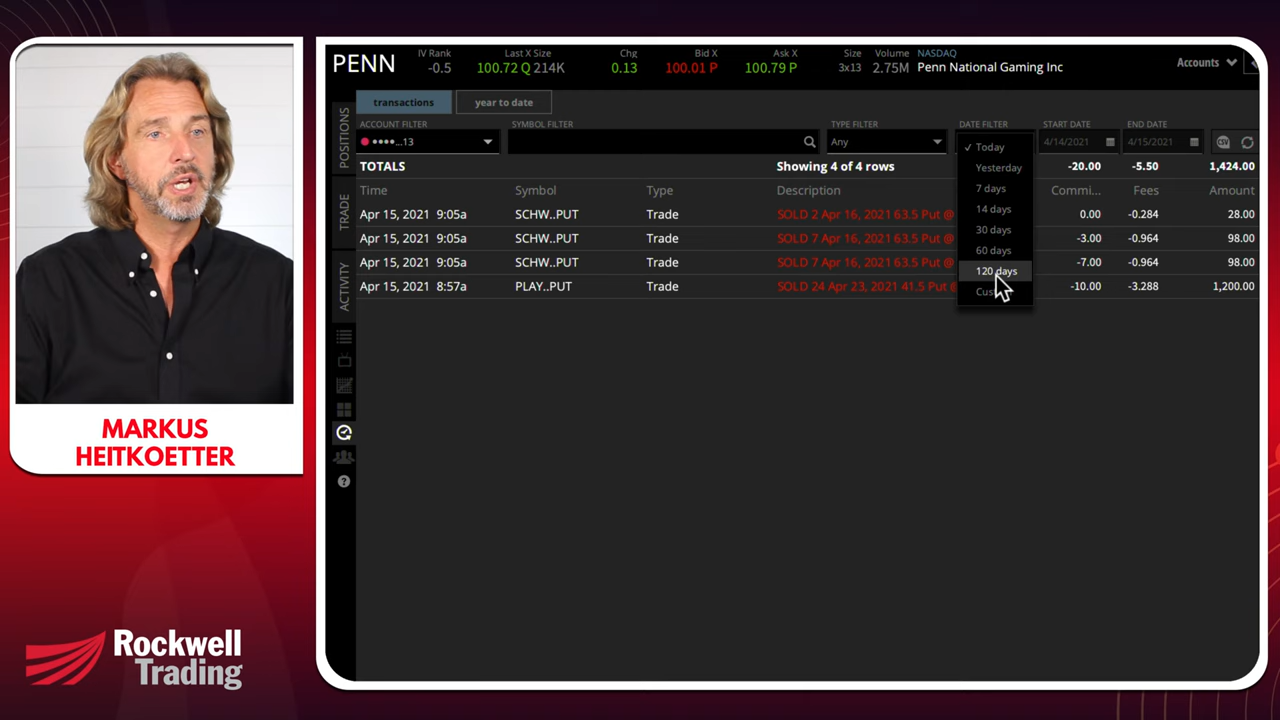 PENN
IV Rank
-0.5
Last X Size
100.72 Q 214K
Chg
0.13
Bid X
100.01 P
Ask X
100.79 P
Size
3x13
Volume
2.75M
NASDAQ
Penn National Gaming Inc
Accounts
transactions
year to date
ACCOUNT FILTER
••••...13
SYMBOL FILTER
TYPE FILTER
Any
DATE FILTER
✓ Today
Yesterday
7 days
14 days
30 days
60 days
120 days
START DATE
4/14/2021
END DATE
4/15/2021
CSV
POSITIONS
TRADE
ACTIVITY
TOTALS Showing 4 of 4 rows -20.00 -5.50 1,424.00
Time Symbol Type Description Commi... Fees Amount
Apr 15, 2021 9:05a SCHW..PUT Trade SOLD 2 Apr 16, 2021 63.5 Put @ 0.00 -0.284 28.00
Apr 15, 2021 9:05a SCHW..PUT Trade SOLD 7 Apr 16, 2021 63.5 Put @ -3.00 -0.964 98.00
Apr 15, 2021 9:05a SCHW..PUT Trade SOLD 7 Apr 16, 2021 63.5 Put @ -7.00 -0.964 98.00
Apr 15, 2021 8:57a PLAY..PUT Trade SOLD 24 Apr 23, 2021 41.5 Put @ -10.00 -3.288 1,200.00
?
MARKUS
HEITKOETTER
Rockwell
Trading